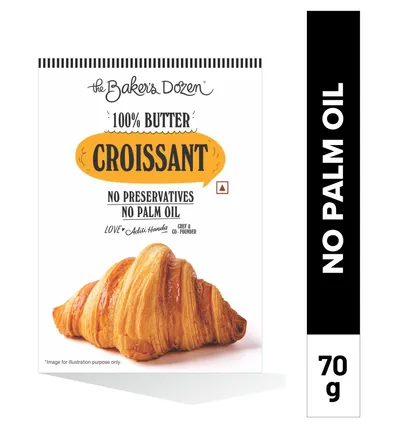 the Baker's Dozen
100% BUTTER
CROISSANT
NO PRESERVATIVES
NO PALM OIL
LOVE Aditi Handa CHEF &
CO-FOUNDER
*Image for illustration purpose only.
NO PALM OIL
70
g